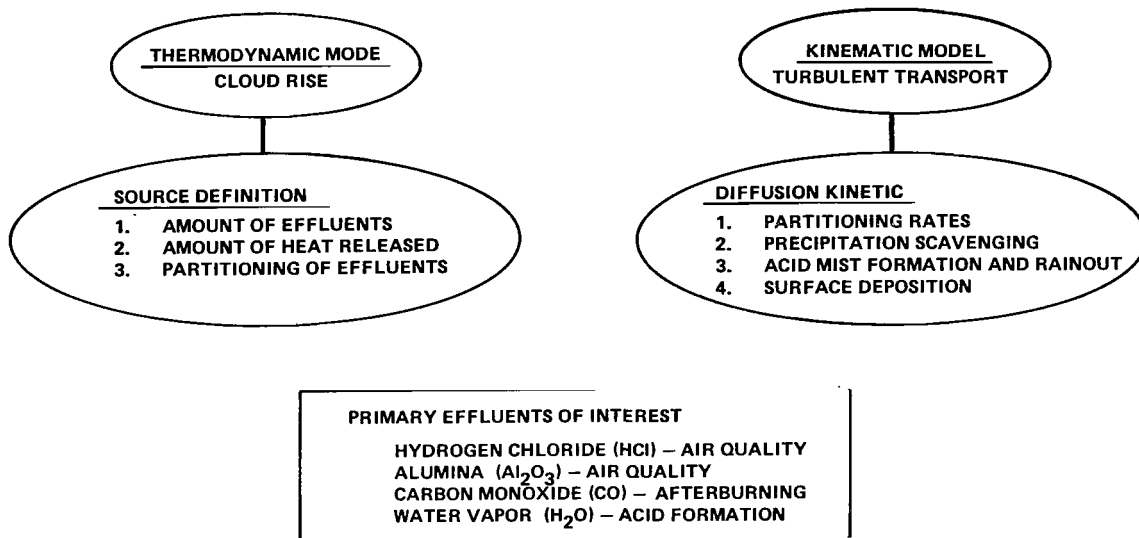 THERMODYNAMIC MODE
CLOUD RISE
SOURCE DEFINITION
1. AMOUNT OF EFFLUENTS
2. AMOUNT OF HEAT RELEASED
3. PARTITIONING OF EFFLUENTS
KINEMATIC MODEL
TURBULENT TRANSPORT
DIFFUSION KINETIC
1. PARTITIONING RATES
2. PRECIPITATION SCAVENGING
3. ACID MIST FORMATION AND RAINOUT
4. SURFACE DEPOSITION
PRIMARY EFFLUENTS OF INTEREST
HYDROGEN CHLORIDE (HCl) – AIR QUALITY
ALUMINA (Al₂O₃) – AIR QUALITY
CARBON MONOXIDE (CO) – AFTERBURNING
WATER VAPOR (H₂O) – ACID FORMATION